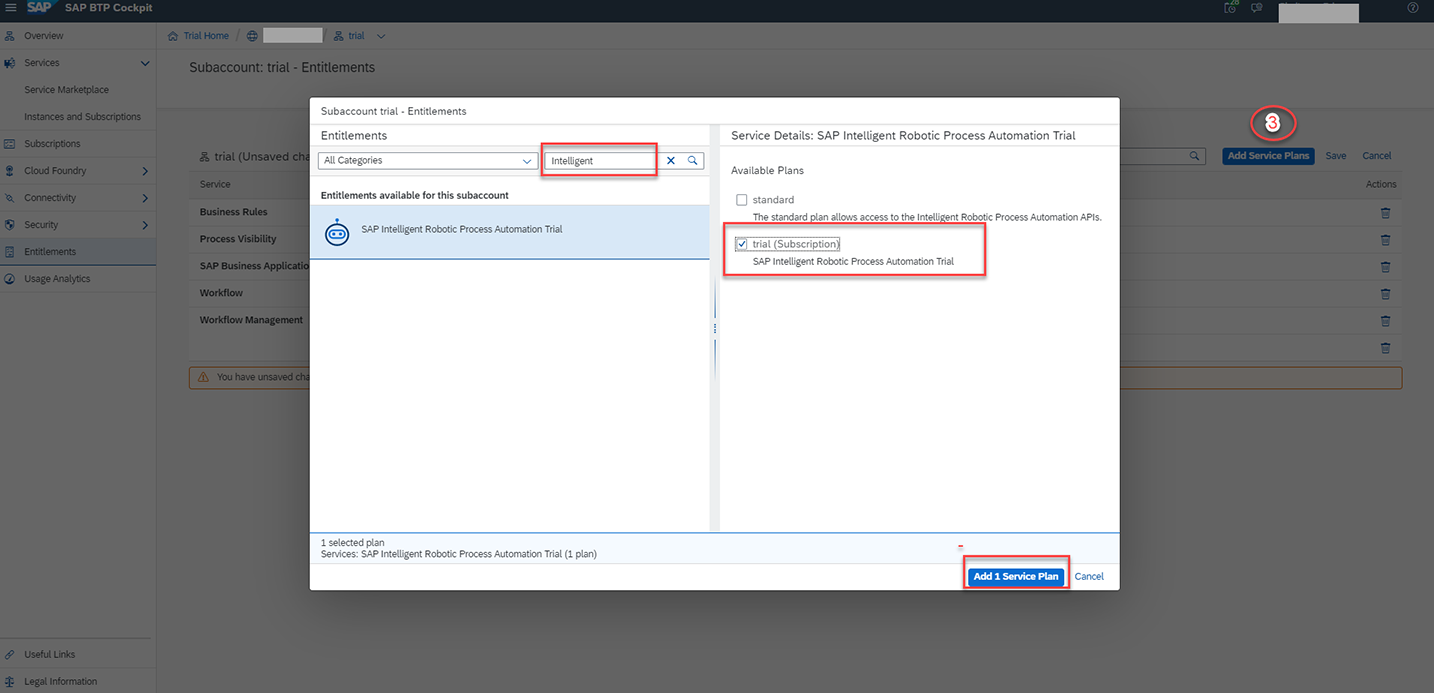 SAP SAP BTP Cockpit
28
Overview
Services
Service Marketplace
Instances and Subscriptions
Subscriptions
Cloud Foundry
Connectivity
Security
Entitlements
Usage Analytics
Useful Links
Legal Information
Trial Home / / trial
Subaccount: trial - Entitlements
3
trial (Unsaved cha
Add Service Plans Save Cancel
Service Actions
Business Rules
Process Visibility
SAP Business Applicatio
Workflow
Workflow Management
You have unsaved cha
Subaccount trial - Entitlements
Entitlements
All Categories Intelligent
Entitlements available for this subaccount
SAP Intelligent Robotic Process Automation Trial
Service Details: SAP Intelligent Robotic Process Automation Trial
Available Plans
standard
The standard plan allows access to the Intelligent Robotic Process Automation APIs.
trial (Subscription)
SAP Intelligent Robotic Process Automation Trial
1 selected plan
Services: SAP Intelligent Robotic Process Automation Trial (1 plan)
Add 1 Service Plan Cancel